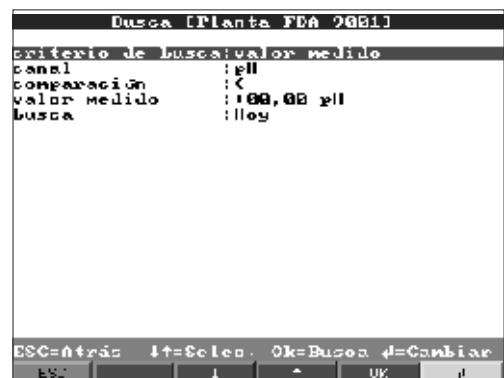 Busca [Planta FDA 9001]
criterio de busca:valor medido
canal :pH
comparación :<
valor medido :+00,00 pH
busca :Hoy
ESC=Atrás ↓↑=Selec. Ok=Busca ↲=Cambiar
ESC ↓ ↑ OK ↲